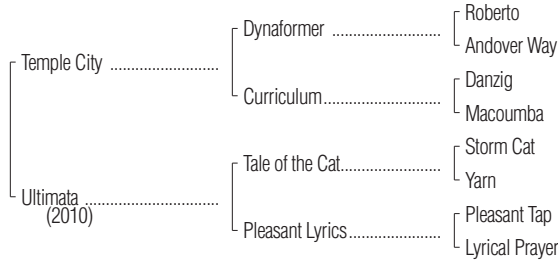 Roberto
Dynaformer ........................
Andover Way
Temple City ........................
Danzig
Curriculum ........................
Macoumba
Storm Cat
Tale of the Cat ........................
Yarn
Ultimata ........................
(2010)
Pleasant Tap
Pleasant Lyrics ........................
Lyrical Prayer